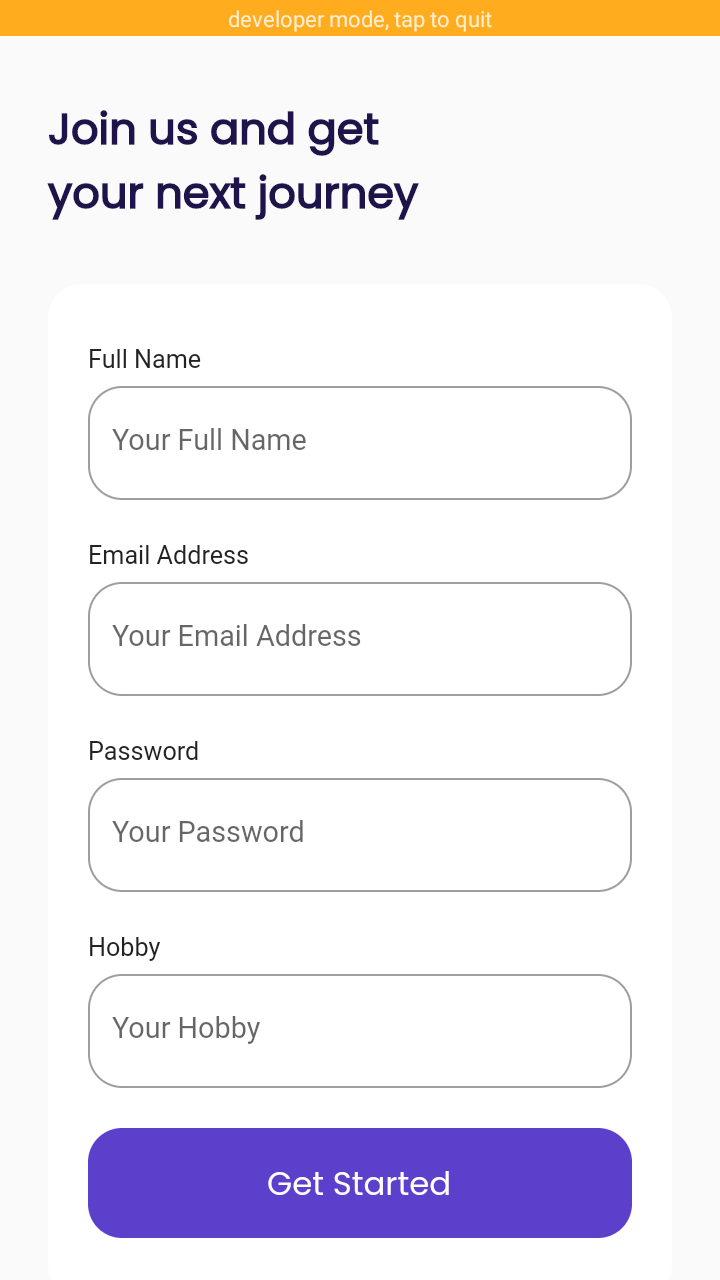 developer mode, tap to quit
Join us and get
your next journey
Full Name
Your Full Name
Email Address
Your Email Address
Password
Your Password
Hobby
Your Hobby
Get Started